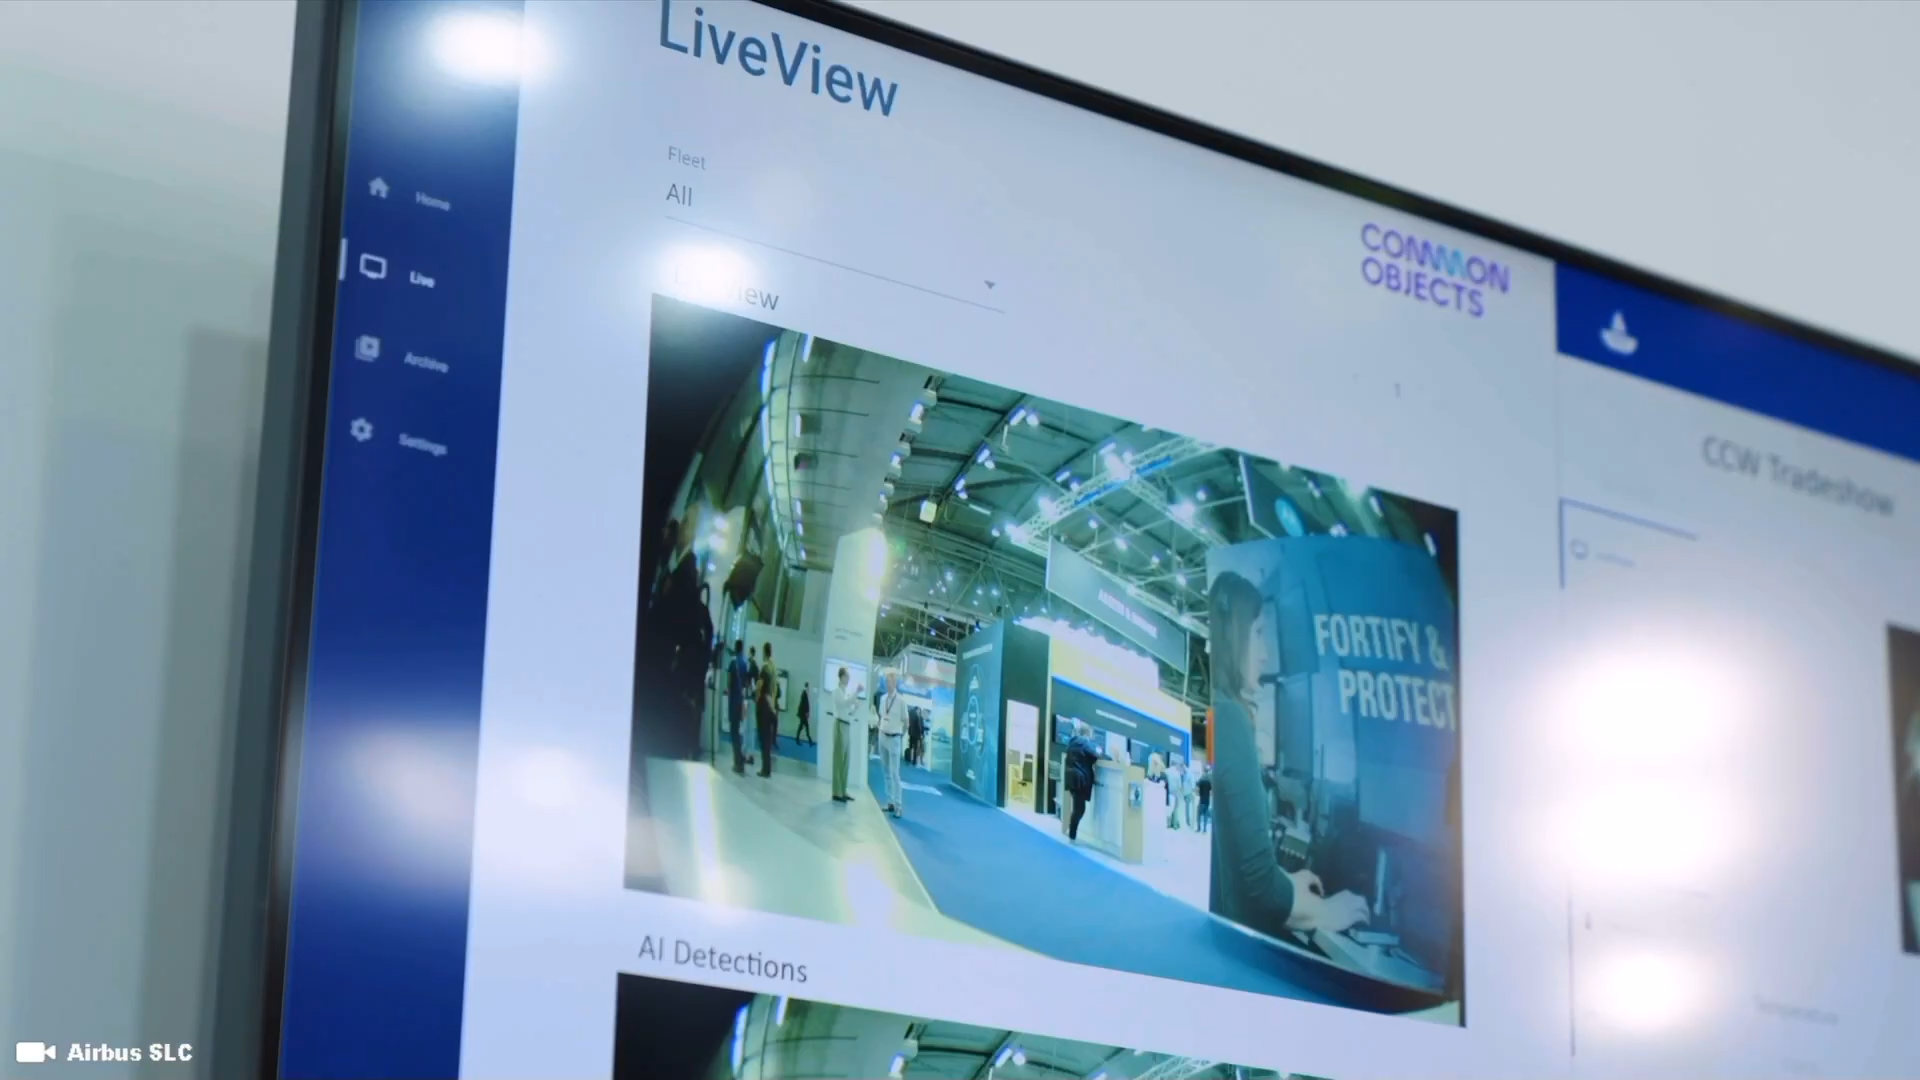 LiveView
Fleet
All
Home
Live
Archive
Settings
COMMON
OBJECTS
CCW Tradeshow
FORTIFY &
PROTECT
AI Detections
Airbus SLC